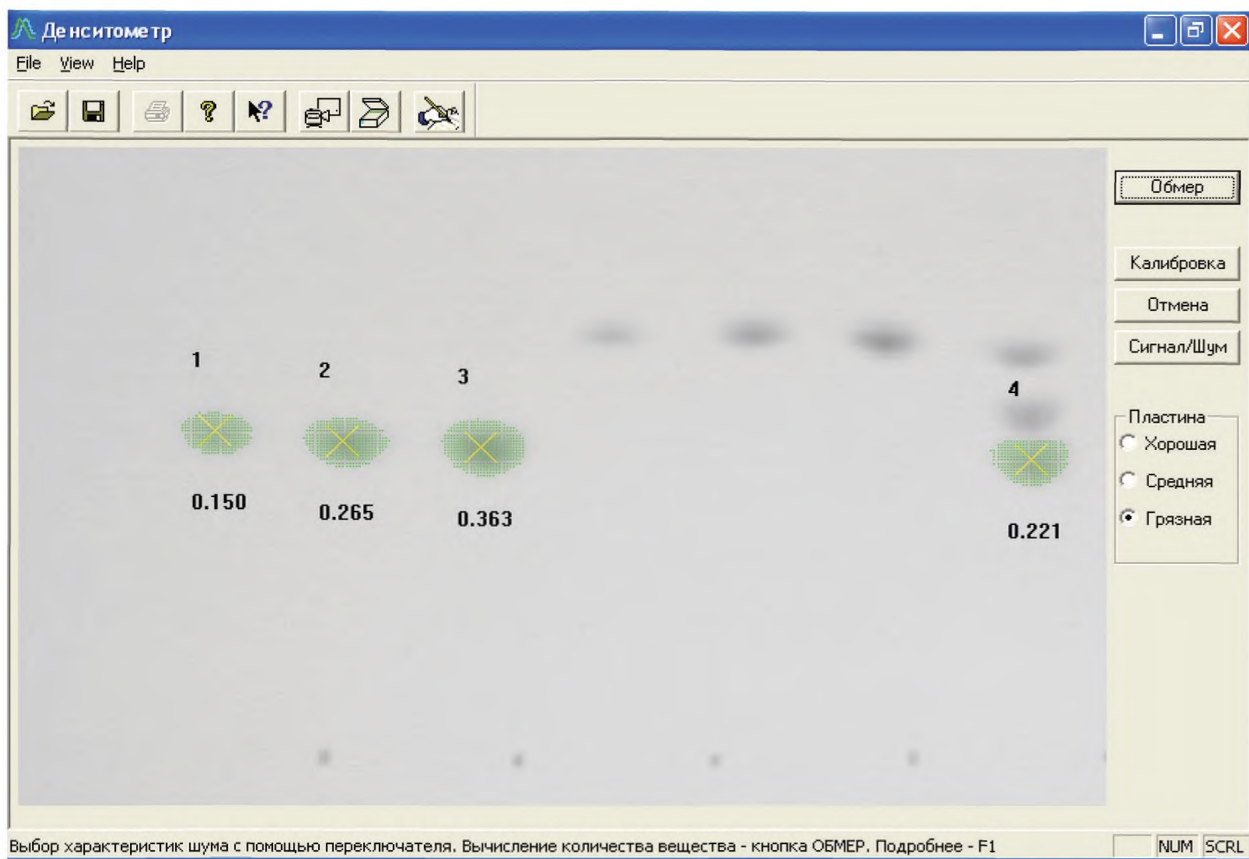 Денситометр
File View Help
Обмер
Калибровка
Отмена
Сигнал/Шум
Пластина
Хорошая
Средняя
Грязная
1
2
3
4
0.150
0.265
0.363
0.221
Выбор характеристик шума с помощью переключателя. Вычисление количества вещества - кнопка ОБМЕР. Подробнее - F1
NUM SCRL